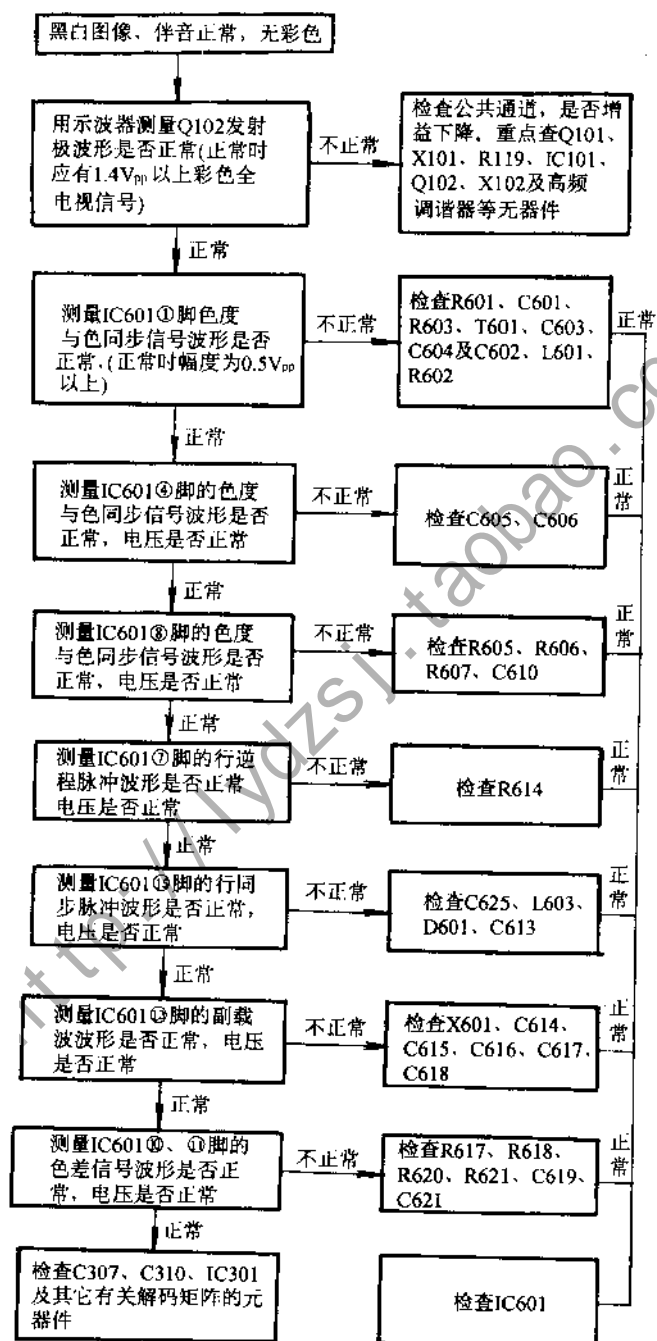 黑白图像、伴音正常，无彩色
用示波器测量Q102发射
极波形是否正常(正常时
应有1.4Vpp以上彩色全
电视信号)
不正常
检查公共通道，是否增
益下降，重点查Q101、
X101、R119、IC101、
Q102、X102及高频
调谐器等无器件
正常
测量IC601①脚色度
与色同步信号波形是否
正常，(正常时幅度为0.5Vpp
以上)
不正常
检查R601、C601、
R603、T601、C603、
C604及C602、L601、
R602
正常
正常
测量IC601④脚的色度
与色同步信号波形是否
正常，电压是否正常
不正常
检查C605、C606
正
常
正常
测量IC601⑧脚的色度
与色同步信号波形是否
正常，电压是否正常
不正常
检查R605、R606、
R607、C610
正
常
正常
测量IC601⑦脚的行逆
程脉冲波形是否正常
电压是否正常
不正常
检查R614
正
常
正常
测量IC601⑮脚的行同
步脉冲波形是否正常，
电压是否正常
不正常
检查C625、L603、
D601、C613
正
常
正常
测量IC601脚的副载
波波形是否正常，电压
是否正常
不正常
检查X601、C614、
C615、C616、C617、
C618
正
常
正常
测量IC601⑩、⑪脚的
色差信号波形是否正
常，电压是否正常
不正常
检查R617、R618、
R620、R621、C619、
C621
正
常
正常
检查C307、C310、IC301
及其它有关解码矩阵的元
器件
检查IC601
http://lydzsj.taobao.co